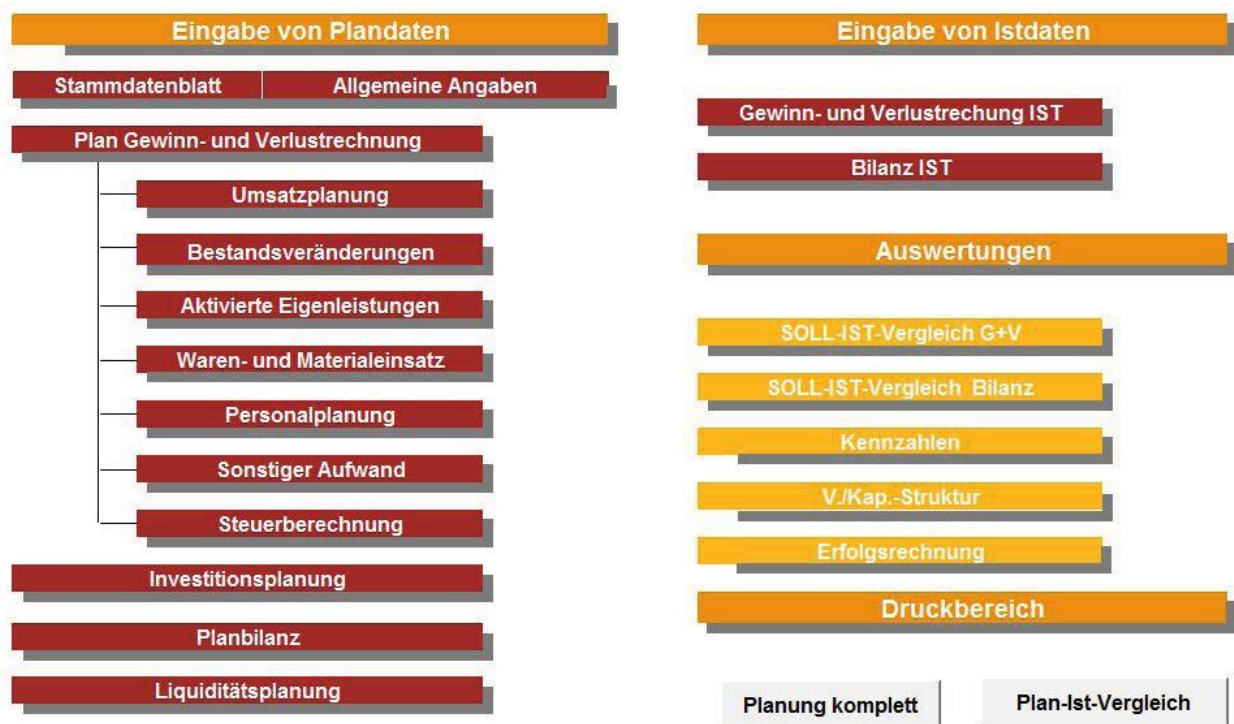 Eingabe von Plandaten
Stammdatenblatt
Allgemeine Angaben
Plan Gewinn- und Verlustrechnung
Umsatzplanung
Bestandsveränderungen
Aktivierte Eigenleistungen
Waren- und Materialeinsatz
Personalplanung
Sonstiger Aufwand
Steuerberechnung
Investitionsplanung
Planbilanz
Liquiditätsplanung
Eingabe von Istdaten
Gewinn- und Verlustrechung IST
Bilanz IST
Auswertungen
SOLL-IST-Vergleich G+V
SOLL-IST-Vergleich Bilanz
Kennzahlen
V./Kap.-Struktur
Erfolgsrechnung
Druckbereich
Planung komplett
Plan-Ist-Vergleich